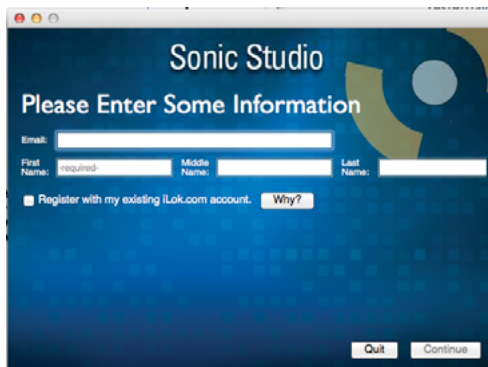 Sonic Studio
Please Enter Some Information
Email:
First Name: -required- Middle Name: Last Name:
Register with my existing iLok.com account. Why?
Quit Continue